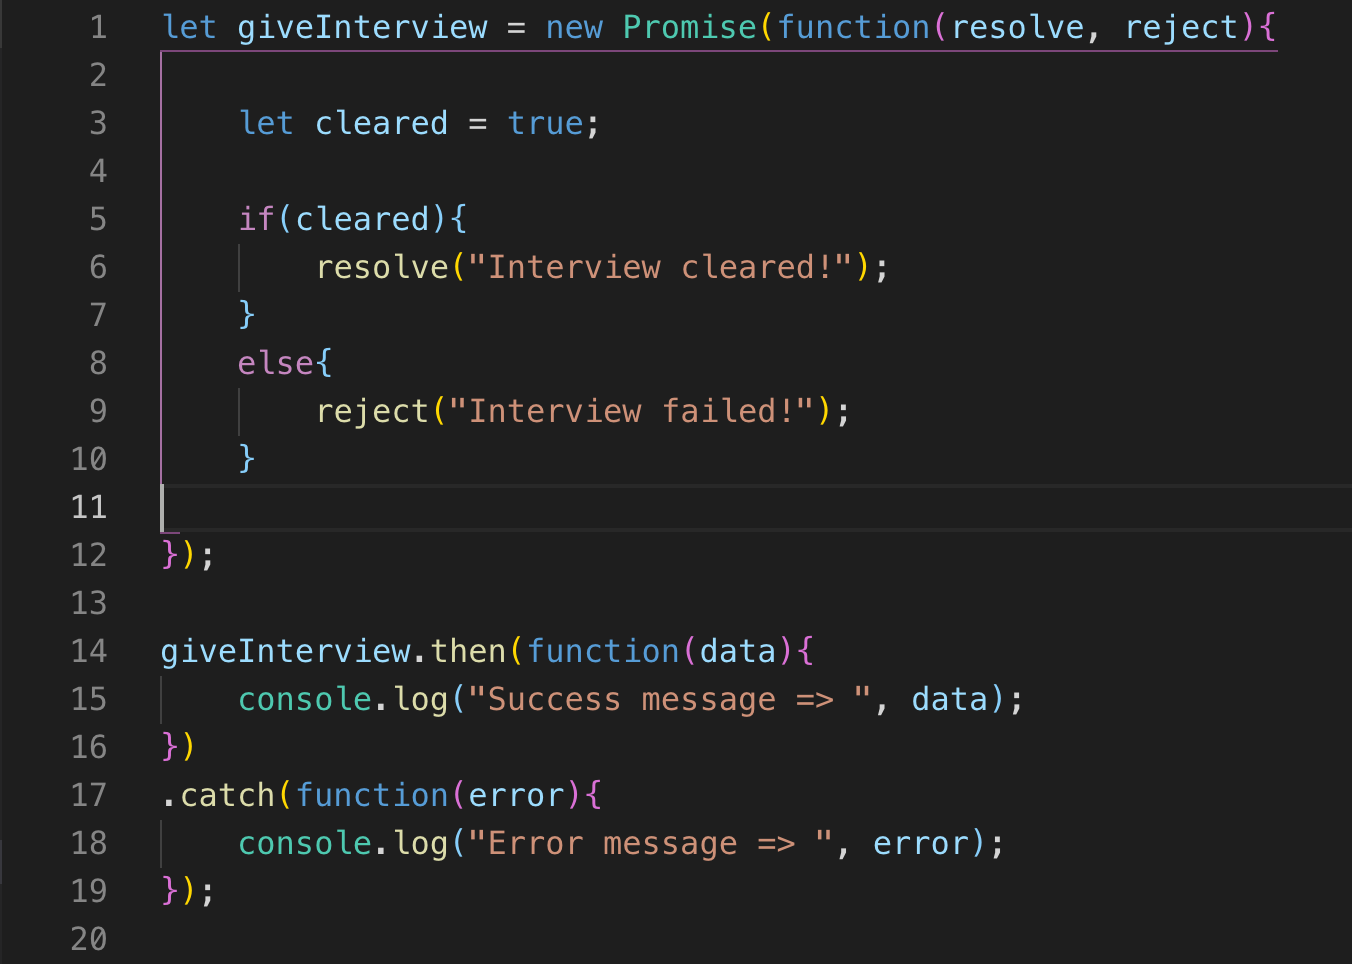 1 let giveInterview = new Promise(function(resolve, reject){
2
3     let cleared = true;
4
5     if(cleared){
6         resolve("Interview cleared!");
7     }
8     else{
9         reject("Interview failed!");
10     }
11
12 });
13
14 giveInterview.then(function(data){
15     console.log("Success message => ", data);
16 })
17 .catch(function(error){
18     console.log("Error message => ", error);
19 });
20